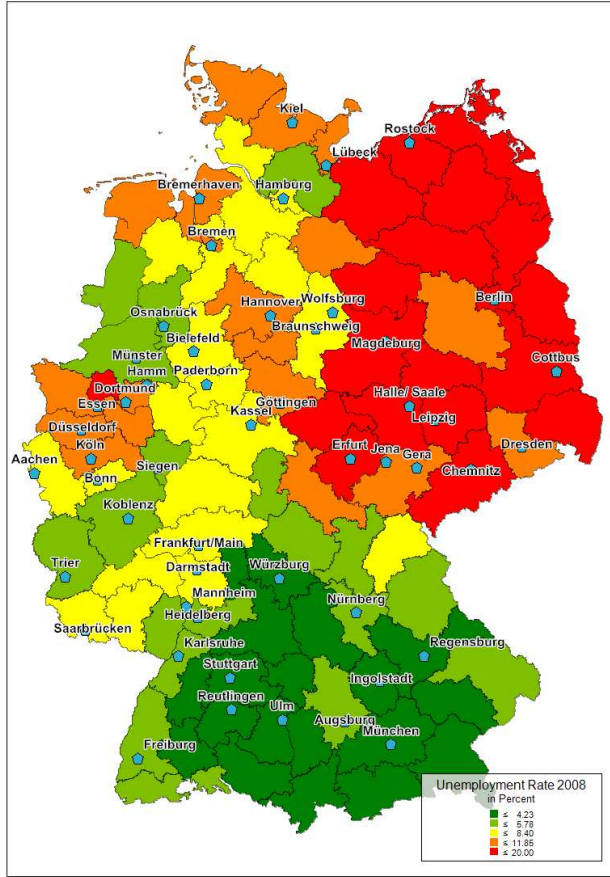 Kiel
Rostock
Lübeck
Bremerhaven
Hamburg
Bremen
Wolfsburg
Hannover
Berlin
Osnabrück
Braunschweig
Bielefeld
Magdeburg
Münster
Hamm
Cottbus
Paderborn
Dortmund
Halle/ Saale
Essen
Göttingen
Kassel
Leipzig
Düsseldorf
Dresden
Köln
Erfurt
Jena
Gera
Aachen
Siegen
Chemnitz
Bonn
Koblenz
Frankfurt/Main
Trier
Darmstadt
Würzburg
Mannheim
Nürnberg
Heidelberg
Saarbrücken
Karlsruhe
Regensburg
Stuttgart
Ingolstadt
Reutlingen
Ulm
Augsburg
München
Freiburg
Unemployment Rate 2008
in Percent
≤ 4.23
≤ 5.78
≤ 8.40
≤ 11.85
≤ 20.00